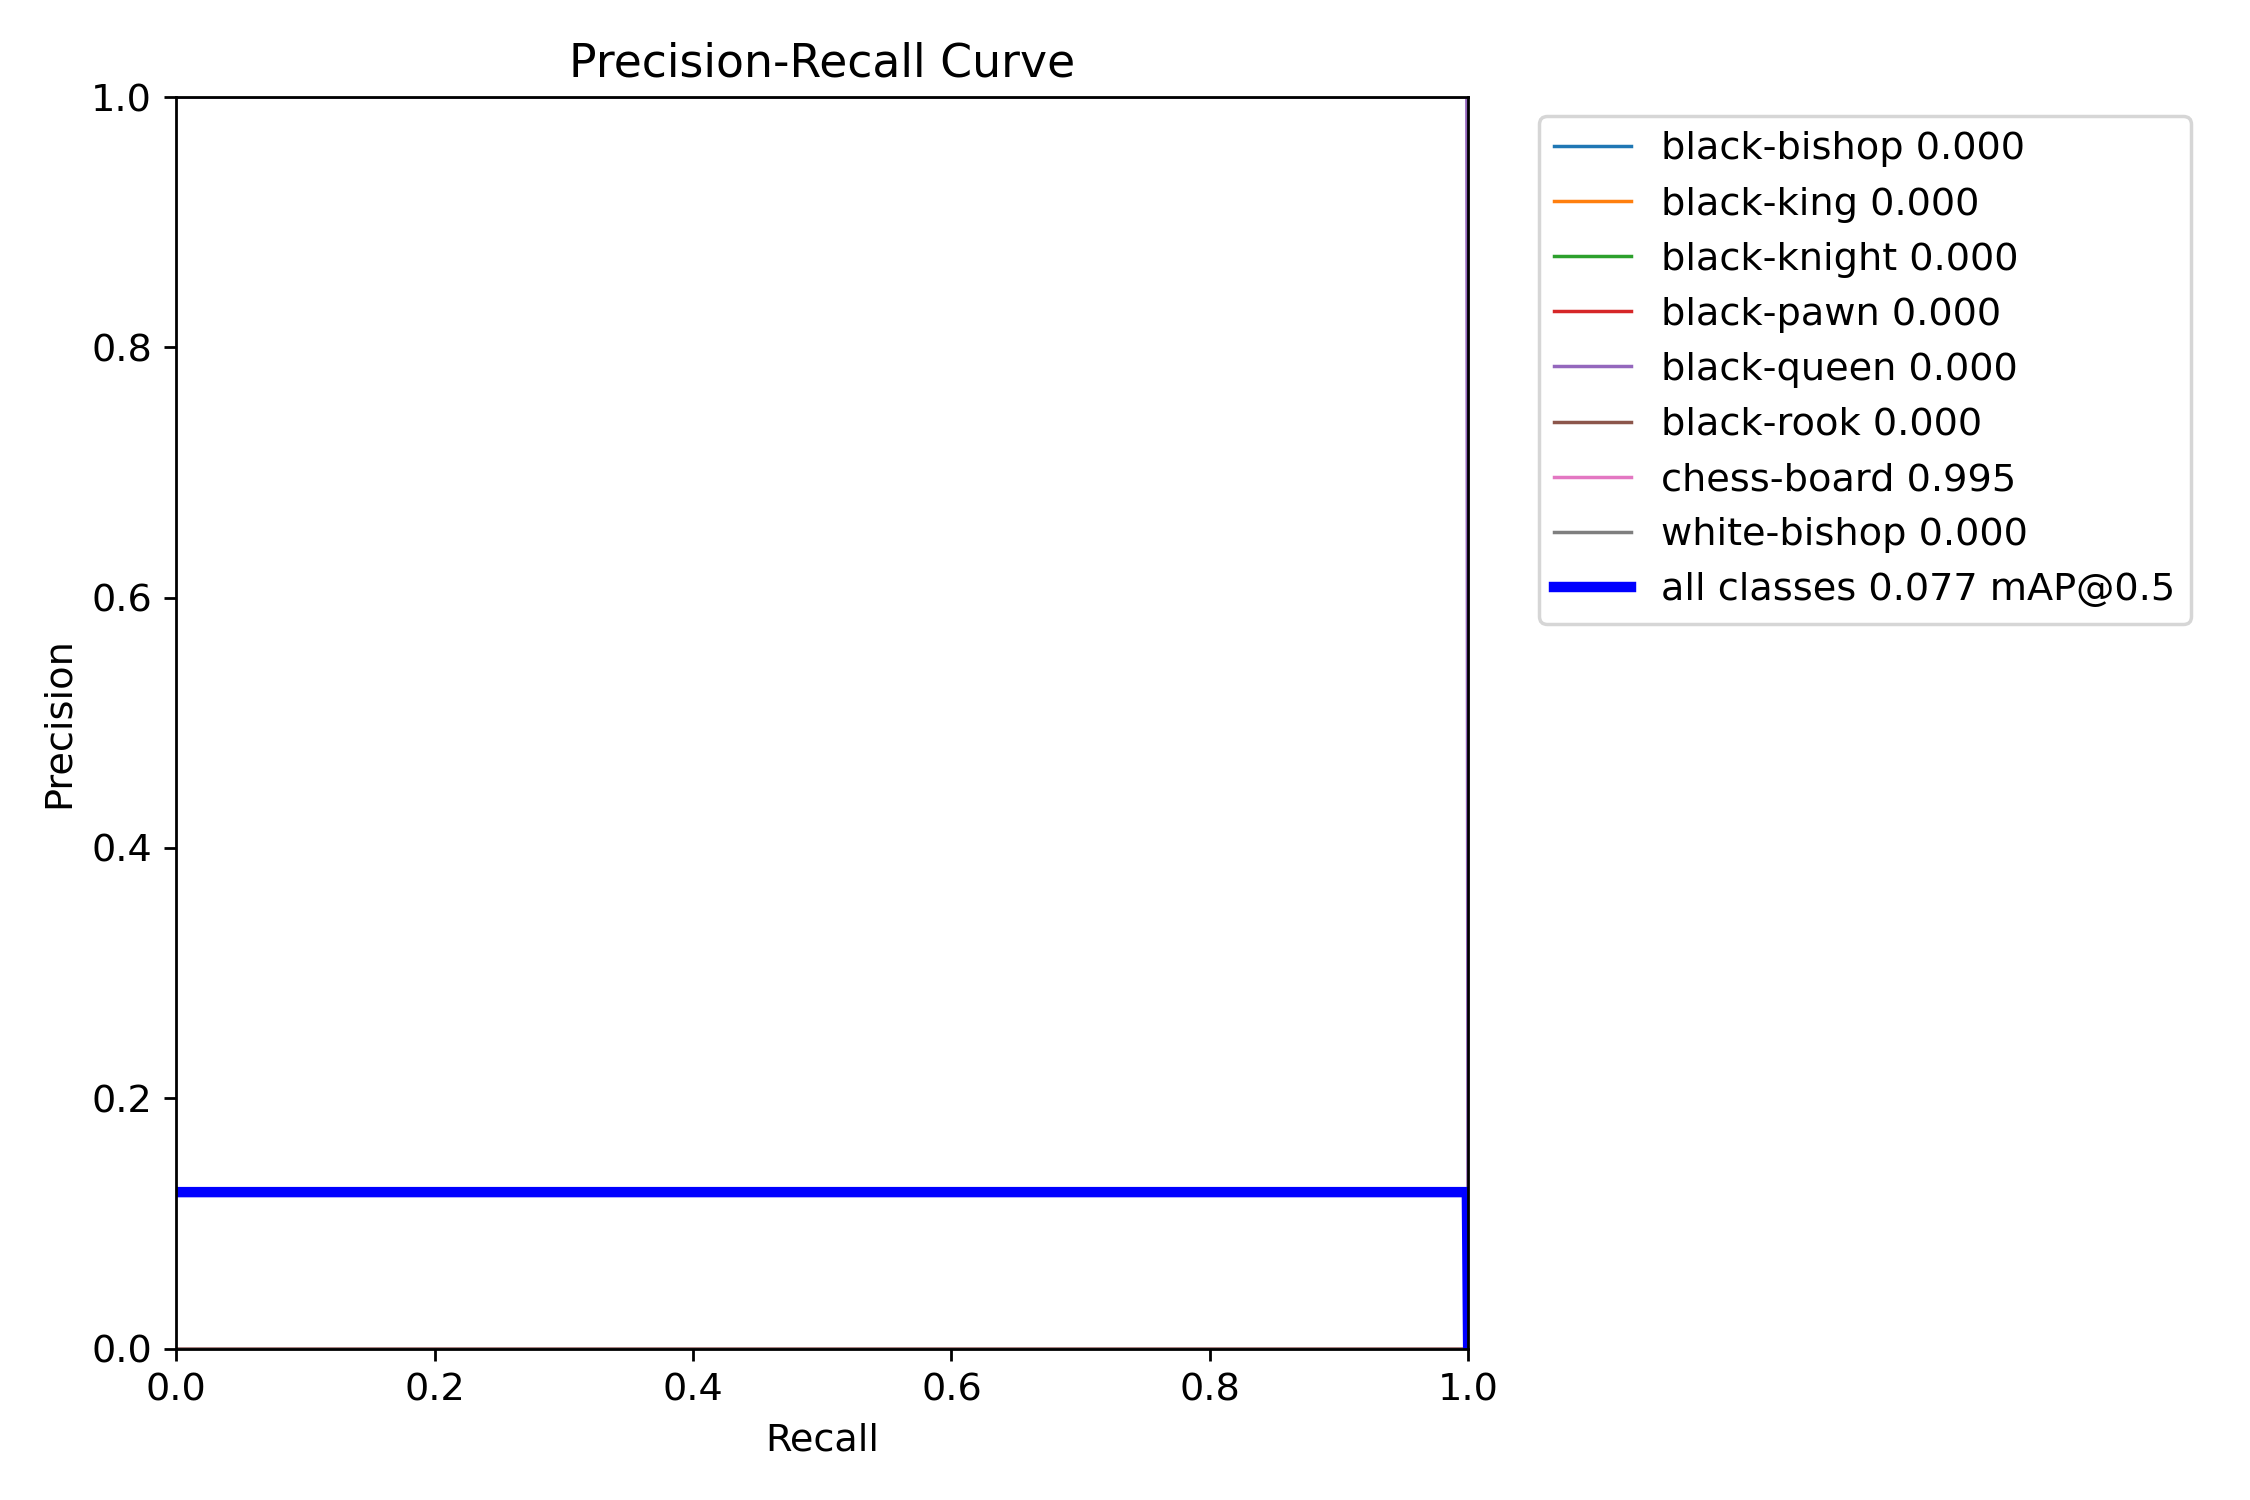 Precision-Recall Curve
1.0
0.8
0.6
0.4
0.2
0.0
Precision
0.0 0.2 0.4 0.6 0.8 1.0
Recall
black-bishop 0.000
black-king 0.000
black-knight 0.000
black-pawn 0.000
black-queen 0.000
black-rook 0.000
chess-board 0.995
white-bishop 0.000
all classes 0.077 mAP@0.5